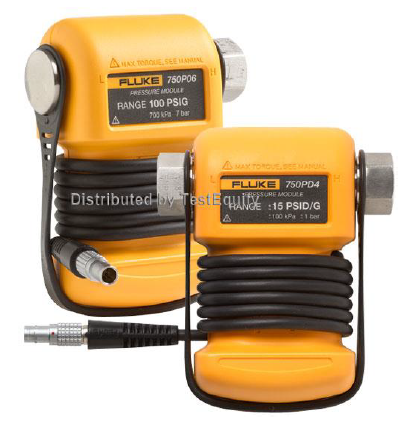 MAX TORQUE, SEE MANUAL
L H
FLUKE 750P06
PRESSURE MODULE
RANGE 100 PSIG
700 kPa 7 bar
Distributed by TestEquity
MAX TORQUE, SEE MANUAL
L H
FLUKE 750PD4
PRESSURE MODULE
RANGE ±15 PSID/G
±100 kPa ±1 bar